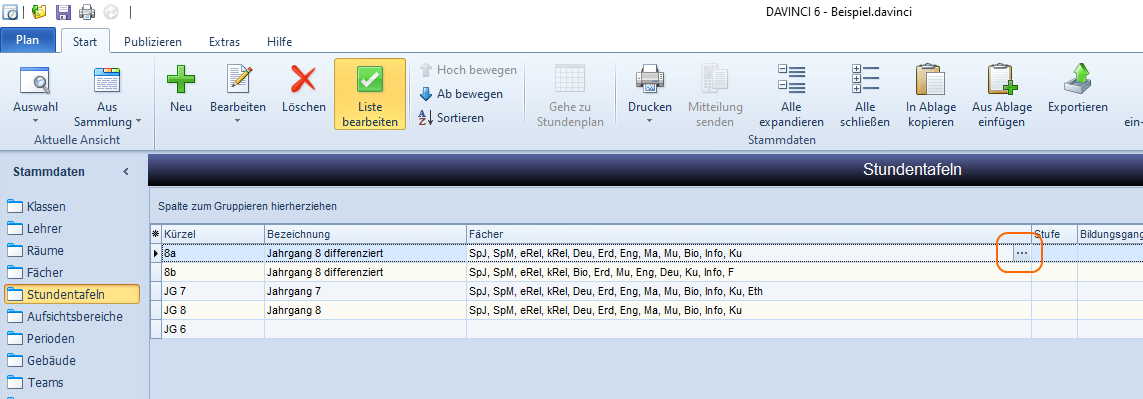 DAVINCI 6 - Beispiel.davinci
Plan Start Publizieren Extras Hilfe
Auswahl
Aus Sammlung
Aktuelle Ansicht
Neu
Bearbeiten
Löschen
Liste bearbeiten
Hoch bewegen
Ab bewegen
Sortieren
Gehe zu Stundenplan
Drucken
Mitteilung senden
Alle expandieren
Alle schließen
In Ablage kopieren
Aus Ablage einfügen
Exportieren
ein-
Stammdaten
Stammdaten
Klassen
Lehrer
Räume
Fächer
Stundentafeln
Aufsichtsbereiche
Perioden
Gebäude
Teams
Stundentafeln
Spalte zum Gruppieren hierherziehen
Kürzel Bezeichnung Fächer Stufe Bildungsgang
8a Jahrgang 8 differenziert SpJ, SpM, eRel, kRel, Deu, Erd, Eng, Ma, Mu, Bio, Info, Ku ...
8b Jahrgang 8 differenziert SpJ, SpM, eRel, kRel, Bio, Erd, Mu, Eng, Deu, Ku, Info, F
JG 7 Jahrgang 7 SpJ, SpM, eRel, kRel, Deu, Erd, Eng, Ma, Mu, Bio, Info, Ku, Eth
JG 8 Jahrgang 8 SpJ, SpM, eRel, kRel, Deu, Erd, Eng, Ma, Mu, Bio, Info, Ku
JG 6